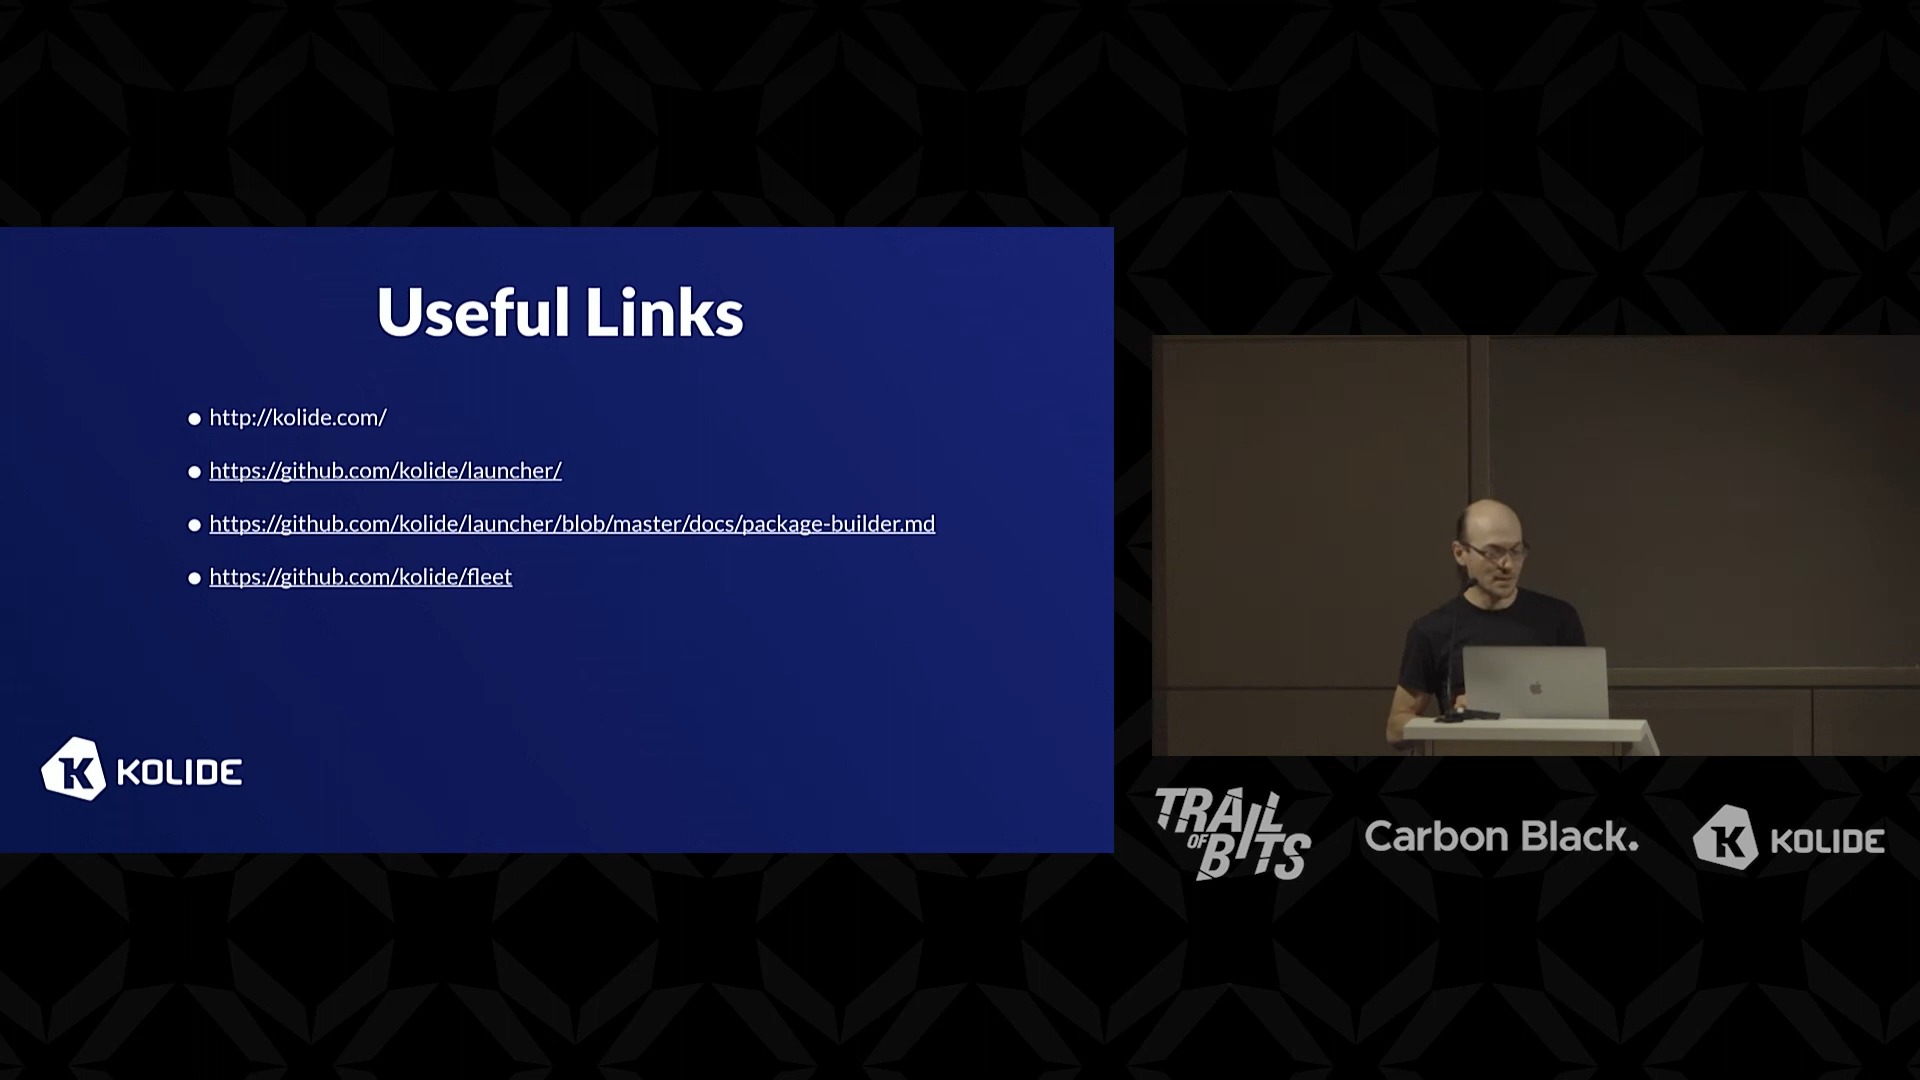 Useful Links
http://kolide.com/
https://github.com/kolide/launcher/
https://github.com/kolide/launcher/blob/master/docs/package-builder.md
https://github.com/kolide/fleet
K KOLIDE
TRAIL
OF
BITS
Carbon Black.
K KOLIDE